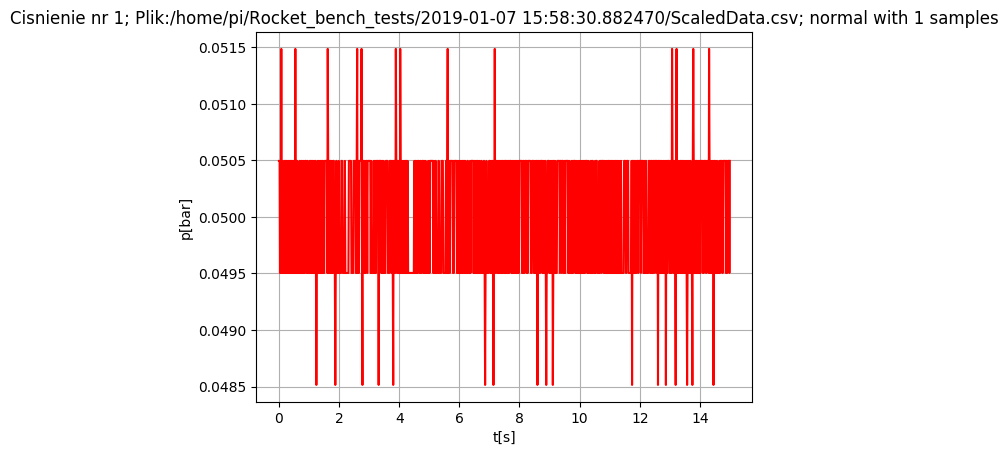 Cisnienie nr 1; Plik:/home/pi/Rocket_bench_tests/2019-01-07 15:58:30.882470/ScaledData.csv; normal with 1 samples
0.0515
0.0510
0.0505
0.0500
0.0495
0.0490
0.0485
p[bar]
0 2 4 6 8 10 12 14
t[s]